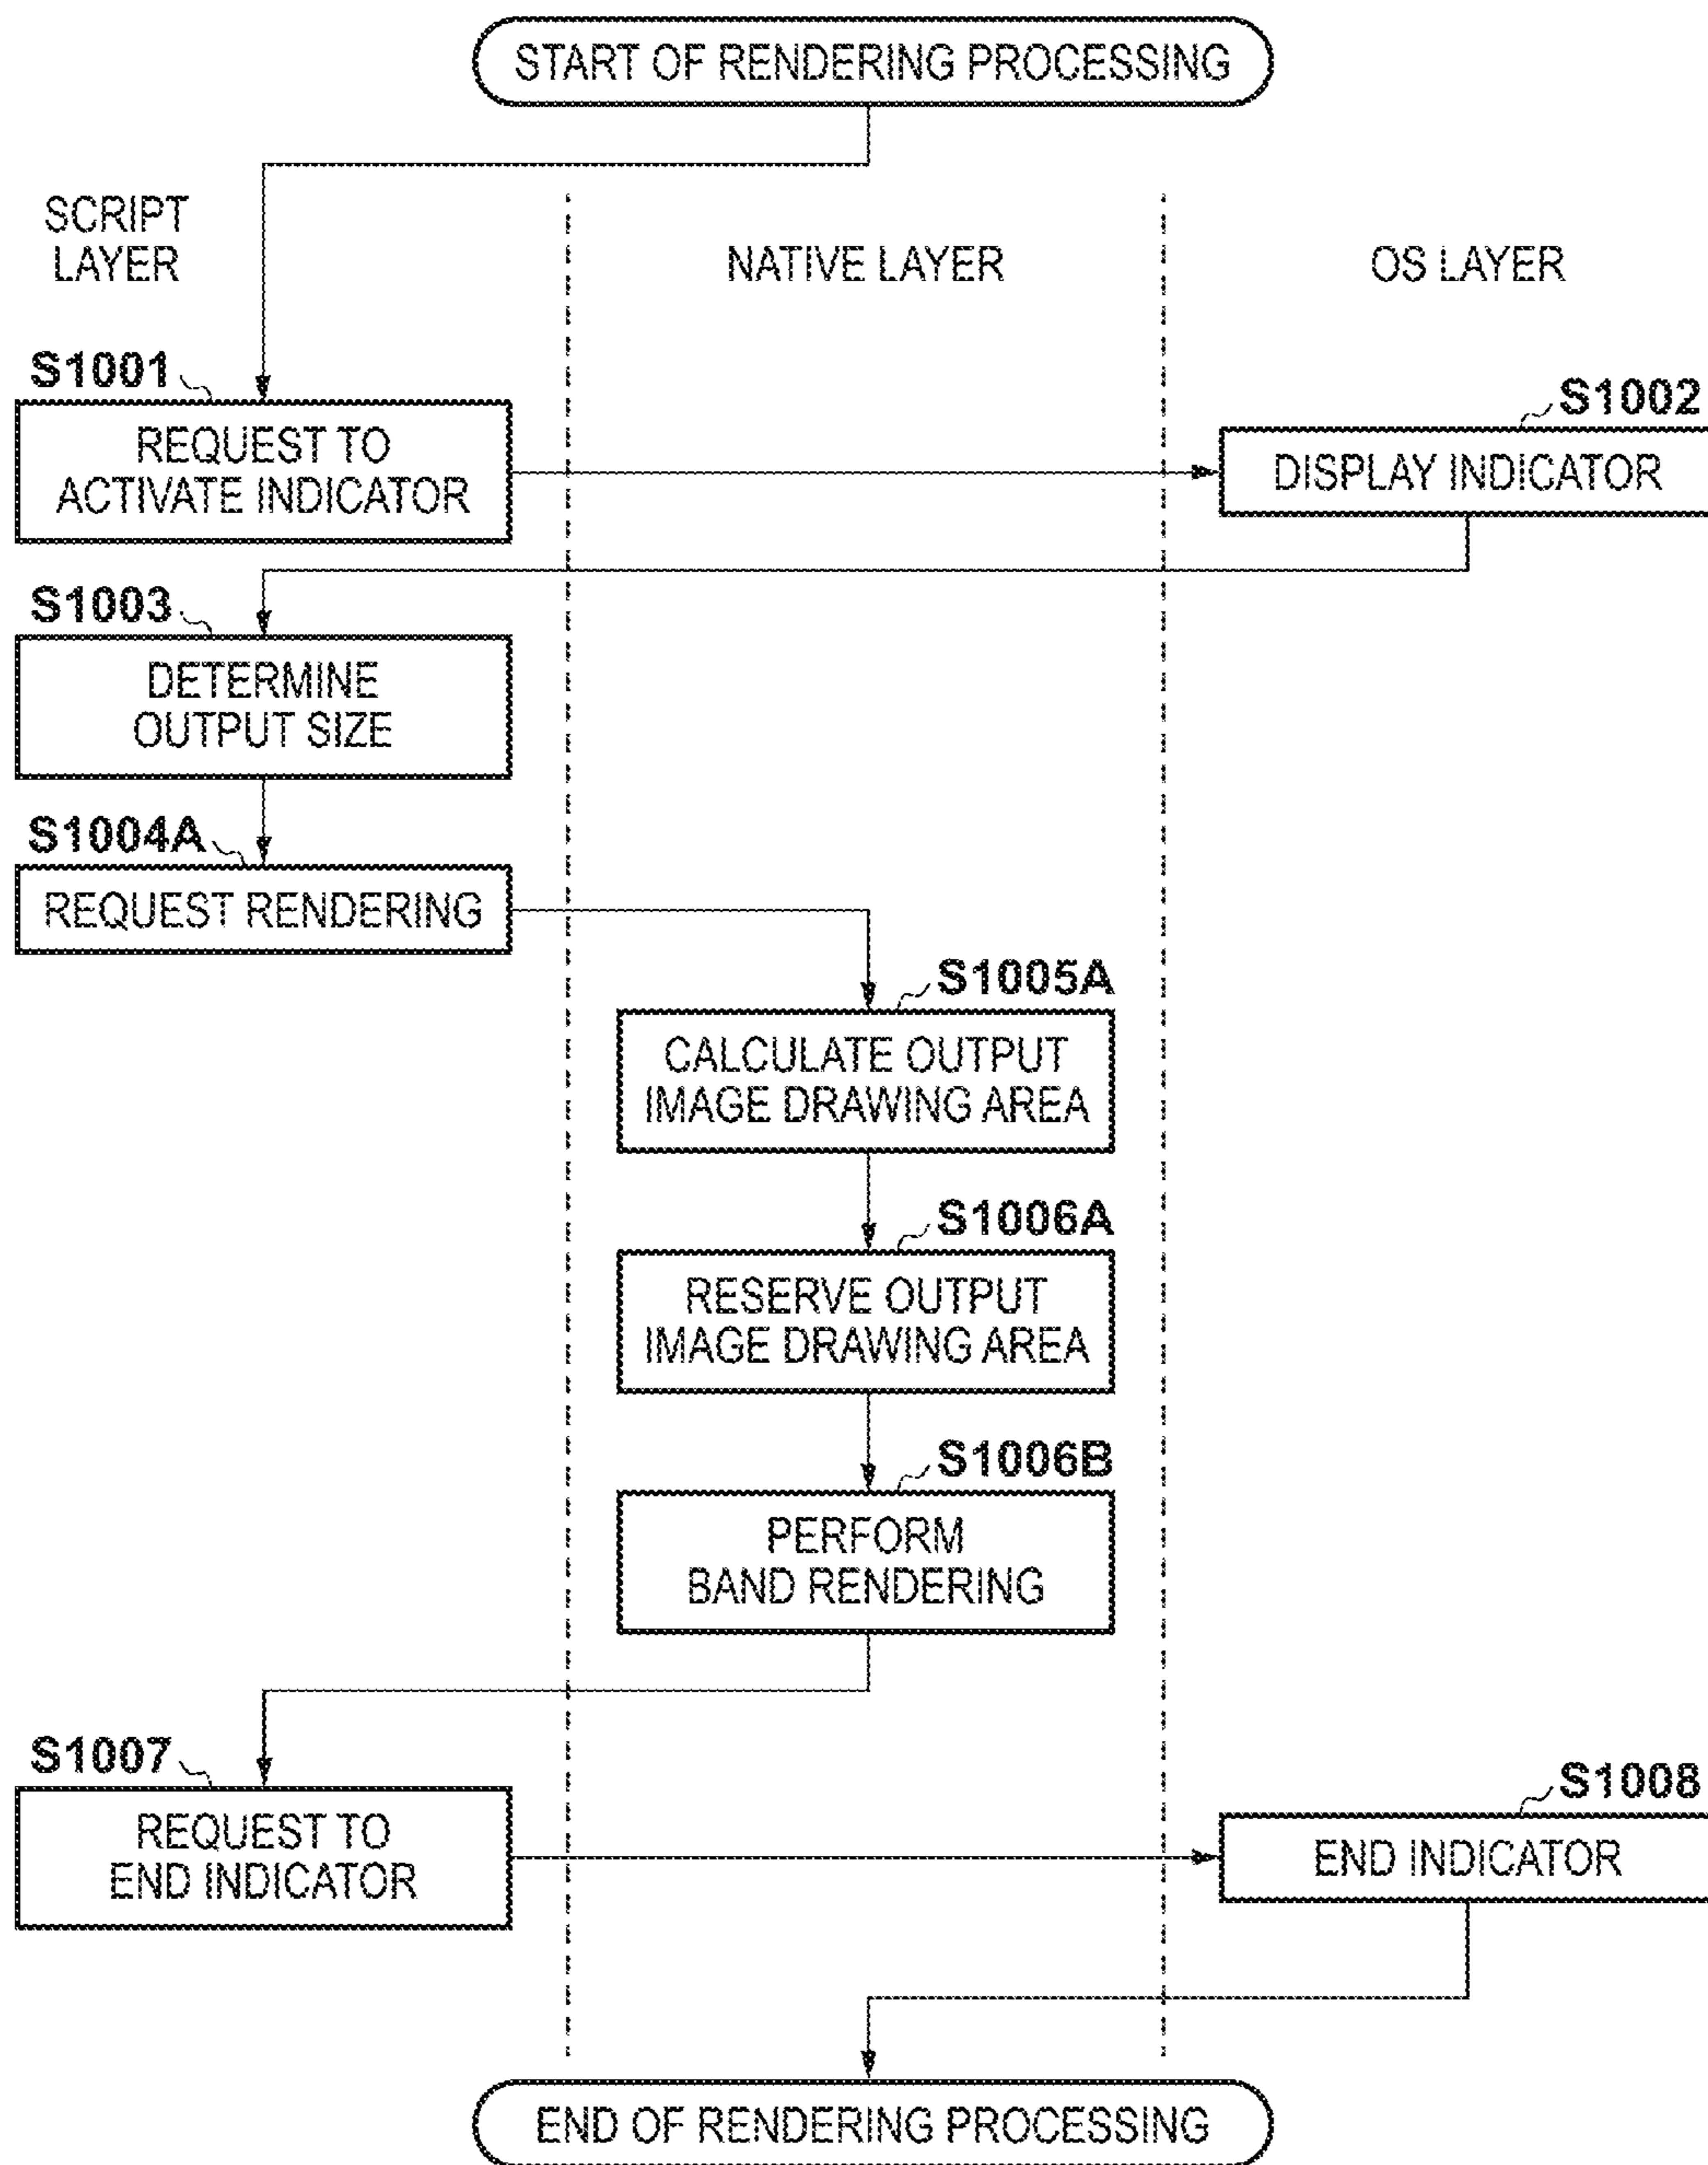 START OF RENDERING PROCESSING
SCRIPT
LAYER
NATIVE LAYER
OS LAYER
S1001
REQUEST TO
ACTIVATE INDICATOR
S1002
DISPLAY INDICATOR
S1003
DETERMINE
OUTPUT SIZE
S1004A
REQUEST RENDERING
S1005A
CALCULATE OUTPUT
IMAGE DRAWING AREA
S1006A
RESERVE OUTPUT
IMAGE DRAWING AREA
S1006B
PERFORM
BAND RENDERING
S1007
REQUEST TO
END INDICATOR
S1008
END INDICATOR
END OF RENDERING PROCESSING